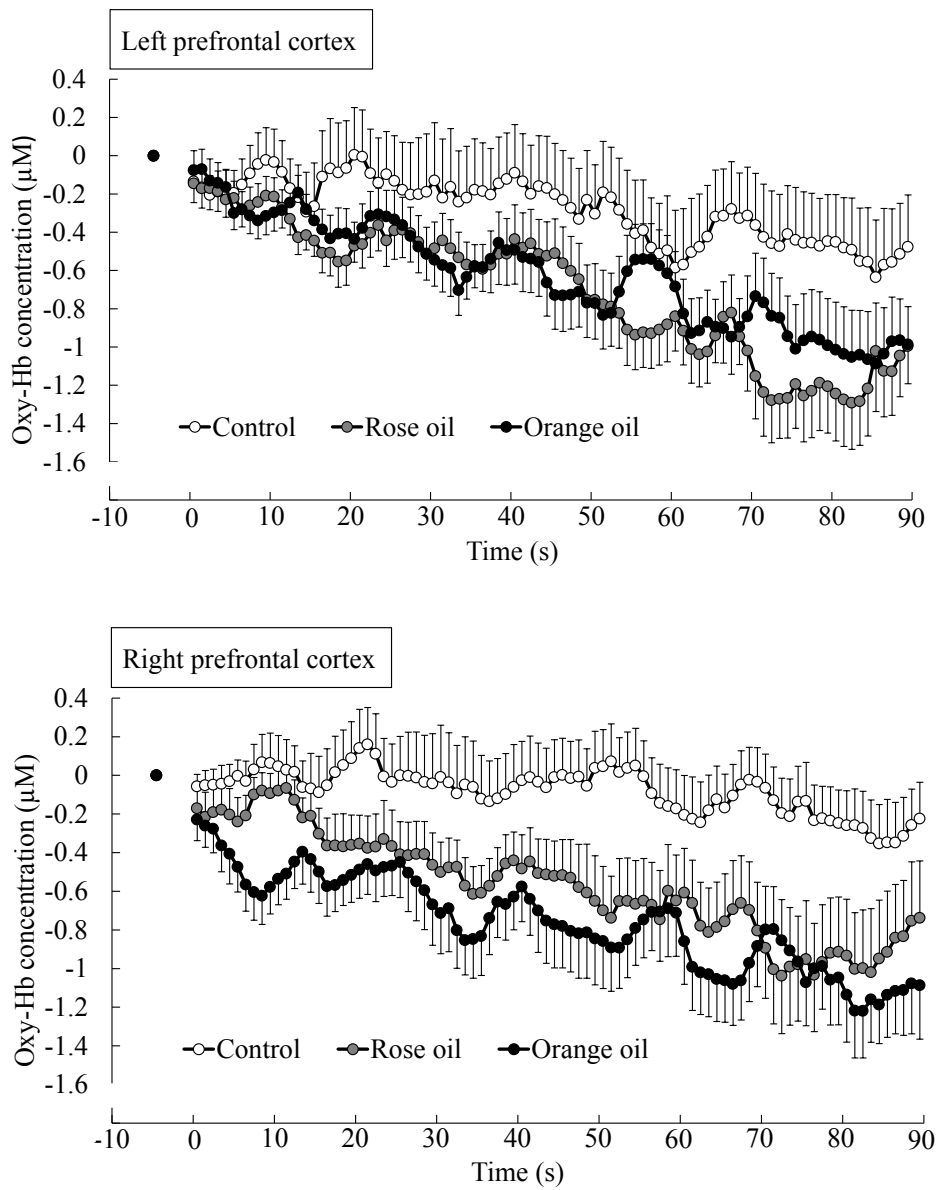 Left prefrontal cortex
0.4
0.2
0
-0.2
-0.4
-0.6
-0.8
-1
-1.2
-1.4
-1.6
Oxy-Hb concentration (µM)
Control Rose oil Orange oil
-10 0 10 20 30 40 50 60 70 80 90
Time (s)
Right prefrontal cortex
0.4
0.2
0
-0.2
-0.4
-0.6
-0.8
-1
-1.2
-1.4
-1.6
Oxy-Hb concentration (µM)
Control Rose oil Orange oil
-10 0 10 20 30 40 50 60 70 80 90
Time (s)